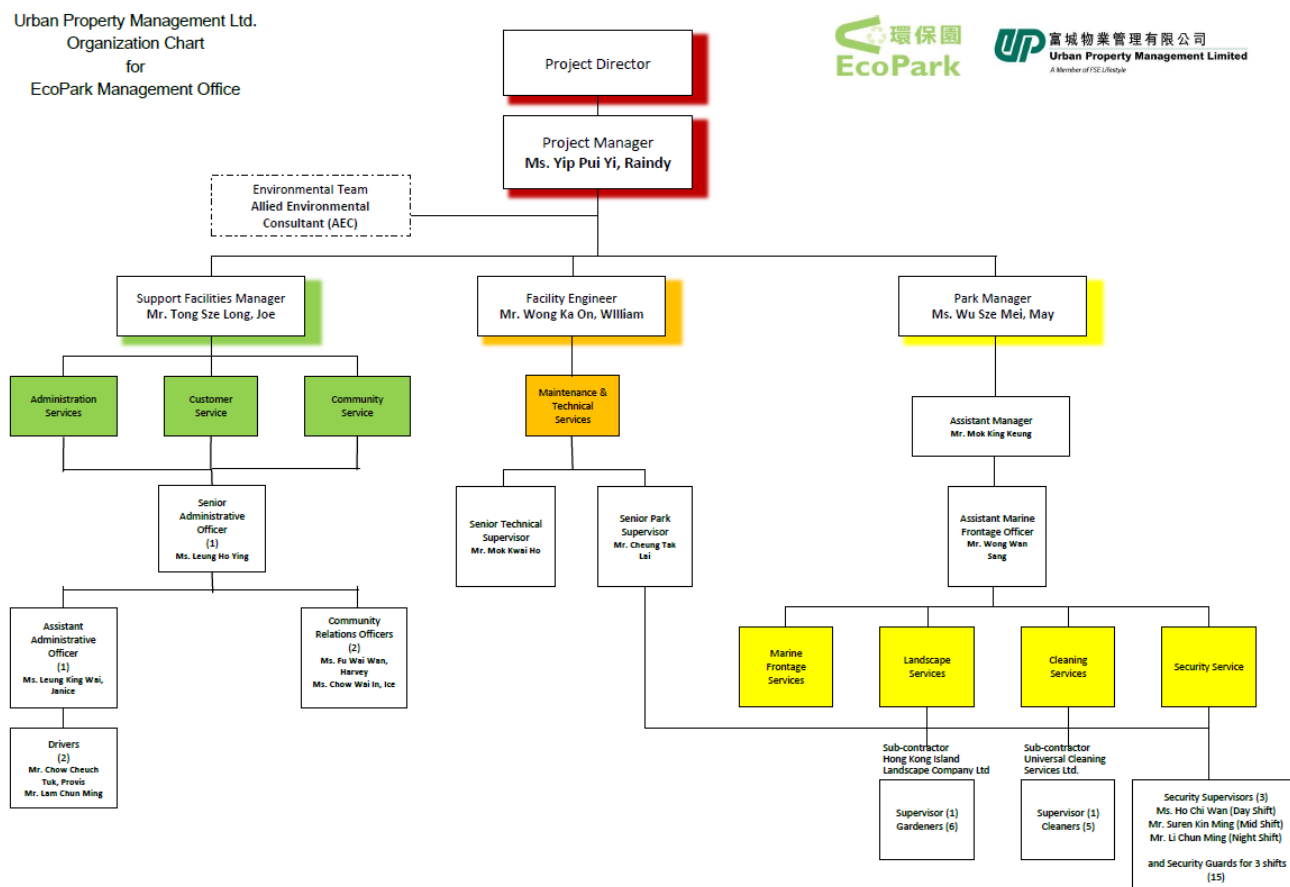 Urban Property Management Ltd.
Organization Chart
for
EcoPark Management Office
環保園
EcoPark
UP
富城物業管理有限公司
Urban Property Management Limited
A Member of FSE Lifestyle
Project Director
Project Manager
Ms. Yip Pui Yi, Raindy
Environmental Team
Allied Environmental
Consultant (AEC)
Support Facilities Manager
Mr. Tong Sze Long, Joe
Facility Engineer
Mr. Wong Ka On, WIlliam
Park Manager
Ms. Wu Sze Mei, May
Administration
Services
Customer
Service
Community
Service
Maintenance &
Technical
Services
Assistant Manager
Mr. Mok King Keung
Senior
Administrative
Officer
(1)
Ms. Leung Ho Ying
Senior Technical
Supervisor
Mr. Mok Kwai Ho
Senior Park
Supervisor
Mr. Cheung Tak
Lai
Assistant Marine
Frontage Officer
Mr. Wong Wan
Sang
Assistant
Administrative
Officer
(1)
Ms. Leung King Wai,
Janice
Community
Relations Officers
(2)
Ms. Fu Wai Wan,
Harvey
Ms. Chow Wai In, Ice
Marine
Frontage
Services
Landscape
Services
Cleaning
Services
Security Service
Drivers
(2)
Mr. Chow Cheuch
Tuk, Provis
Mr. Lam Chun Ming
Sub-contractor
Hong Kong Island
Landscape Company Ltd
Sub-contractor
Universal Cleaning
Services Ltd.
Supervisor (1)
Gardeners (6)
Supervisor (1)
Cleaners (5)
Security Supervisors (3)
Ms. Ho Chi Wan (Day Shift)
Mr. Suren Kin Ming (Mid Shift)
Mr. Li Chun Ming (Night Shift)
and Security Guards for 3 shifts
(15)